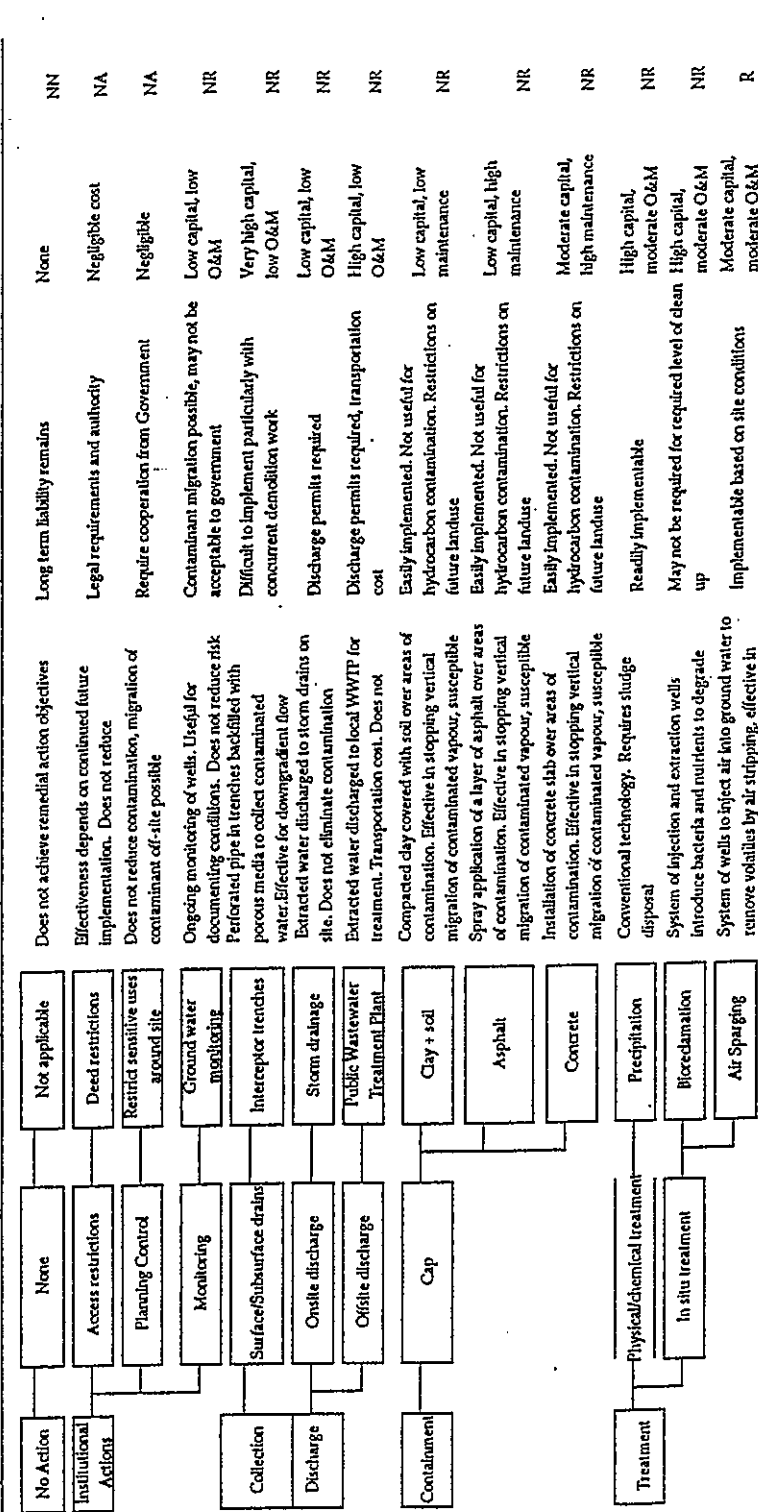 No Action
None
Not applicable
Does not achieve remedial action objectives
Long term liability remains
None
NN
Institutional
Actions
Access restrictions
Deed restrictions
Effectiveness depends on continued future
implementation. Does not reduce
Legal requirements and authority
Negligible cost
NA
Planning Control
Restrict sensitive uses
around site
Does not reduce contamination, migration of
contaminant off-site possible
Require cooperation from Government
Negligible
NA
Monitoring
Ground water
monitoring
Ongoing monitoring of wells. Useful for
documenting conditions. Does not reduce risk
Contaminant migration possible, may not be
acceptable to government
Low capital, low
O&M
NR
Collection
Surface/Subsurface drains
Interceptor trenches
Perforated pipe in trenches backfilled with
porous media to collect contaminated
water.Effective for downgradient flow
Difficult to implement particularly with
concurrent demolition work
Very high capital,
low O&M
NR
Discharge
Onsite discharge
Storm drainage
Extracted water discharged to storm drains on
site. Does not eliminate contamination
Discharge permits required
Low capital, low
O&M
NR
Offsite discharge
Public Wastewater
Treatment Plant
Extracted water discharged to local WWTP for
treatment. Transportation cost. Does not
Discharge permits required, transportation
cost
High capital, low
O&M
NR
Containment
Cap
Clay + soil
Compacted clay covered with soil over areas of
contamination. Effective in stopping vertical
migration of contaminated vapour, susceptible
Easily implemented. Not useful for
hydrocarbon contamination. Restrictions on
future landuse
Low capital, low
maintenance
NR
Asphalt
Spray application of a layer of asphalt over areas
of contamination. Effective in stopping vertical
migration of contaminated vapour, susceptible
Easily implemented. Not useful for
hydrocarbon contamination. Restrictions on
future landuse
Low capital, high
maintenance
NR
Concrete
Installation of concrete slab over areas of
contamination. Effective in stopping vertical
migration of contaminated vapour, susceptible
Easily implemented. Not useful for
hydrocarbon contamination. Restrictions on
future landuse
Moderate capital,
high maintenance
NR
Treatment
Physical/chemical treatment
Precipitation
Conventional technology. Requires sludge
disposal
Readily implementable
High capital,
moderate O&M
NR
In situ treatment
Bioreclamation
System of injection and extraction wells
introduce bacteria and nutrients to degrade
May not be required for required level of clean
up
High capital,
moderate O&M
NR
Air Sparging
System of wells to inject air into ground water to
remove volatiles by air stripping, effective in
Implementable based on site conditions
Moderate capital,
moderate O&M
R